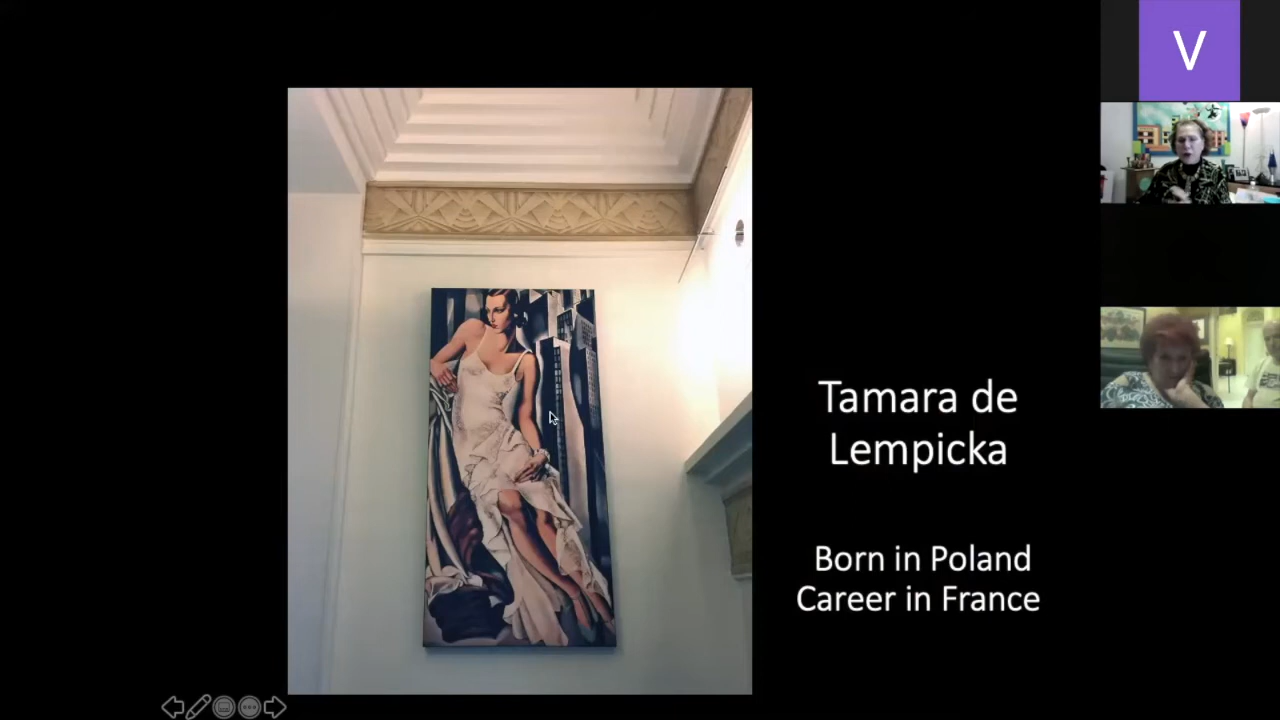 V
Tamara de
Lempicka
Born in Poland
Career in France